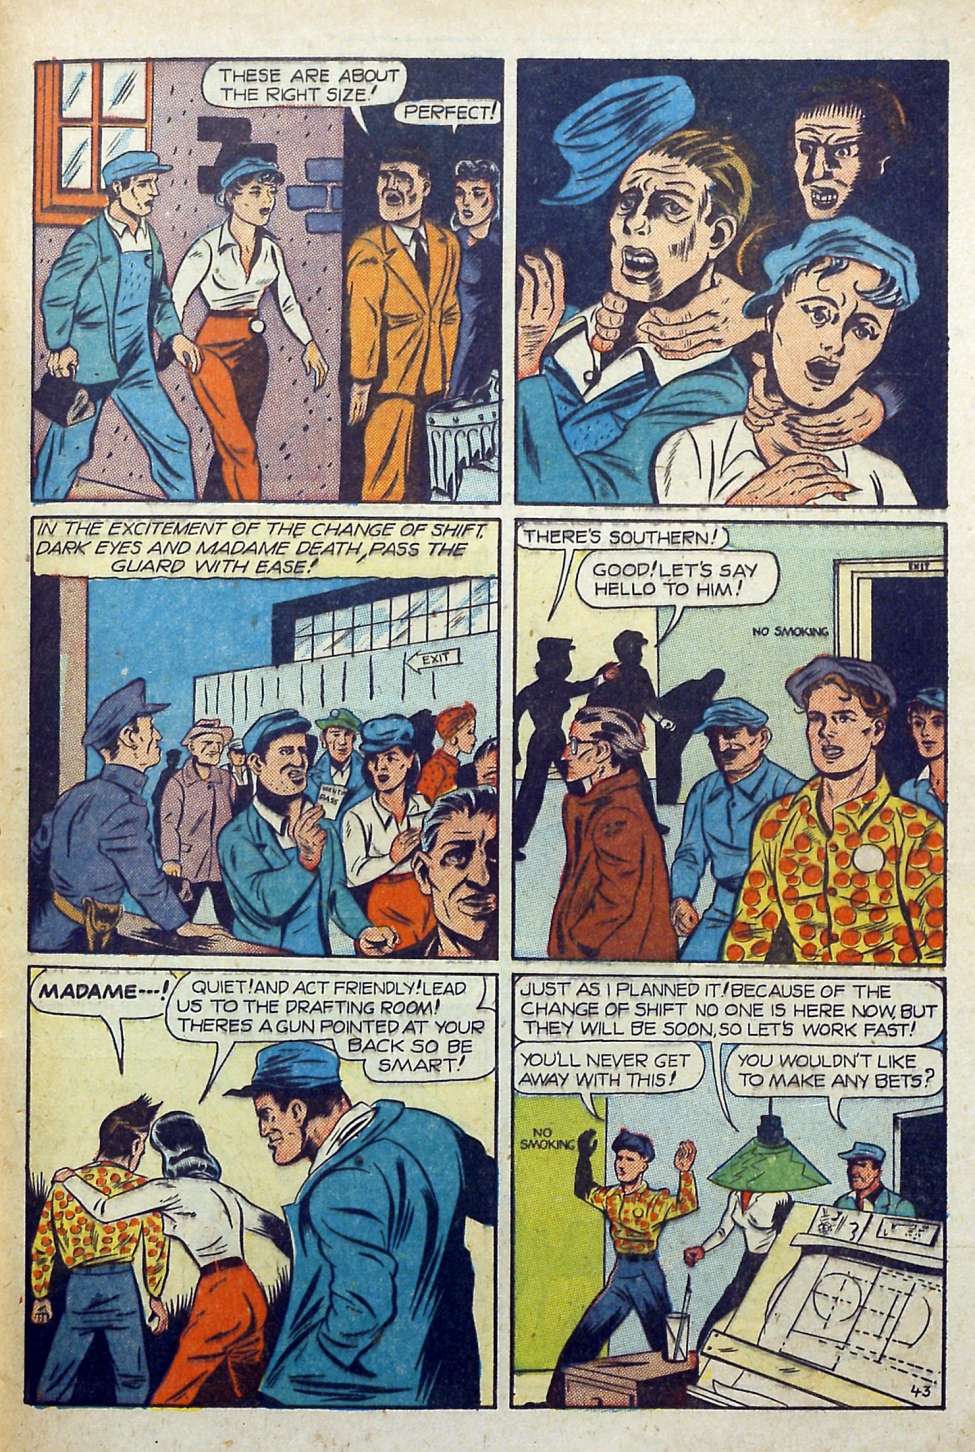 THESE ARE ABOUT
THE RIGHT SIZE!
PERFECT!
IN THE EXCITEMENT OF THE CHANGE OF SHIFT,
DARK EYES AND MADAME DEATH, PASS THE
GUARD WITH EASE!
EXIT
THERE'S SOUTHERN!
GOOD! LET'S SAY
HELLO TO HIM!
NO SMOKING
EXIT
MADAME---!
QUIET! AND ACT FRIENDLY! LEAD
US TO THE DRAFTING ROOM!
THERES A GUN POINTED AT YOUR
BACK SO BE
SMART!
JUST AS I PLANNED IT! BECAUSE OF THE
CHANGE OF SHIFT NO ONE IS HERE NOW, BUT
THEY WILL BE SOON, SO LET'S WORK FAST!
YOU'LL NEVER GET
AWAY WITH THIS!
YOU WOULDN'T LIKE
TO MAKE ANY BETS?
NO
SMOKING
43